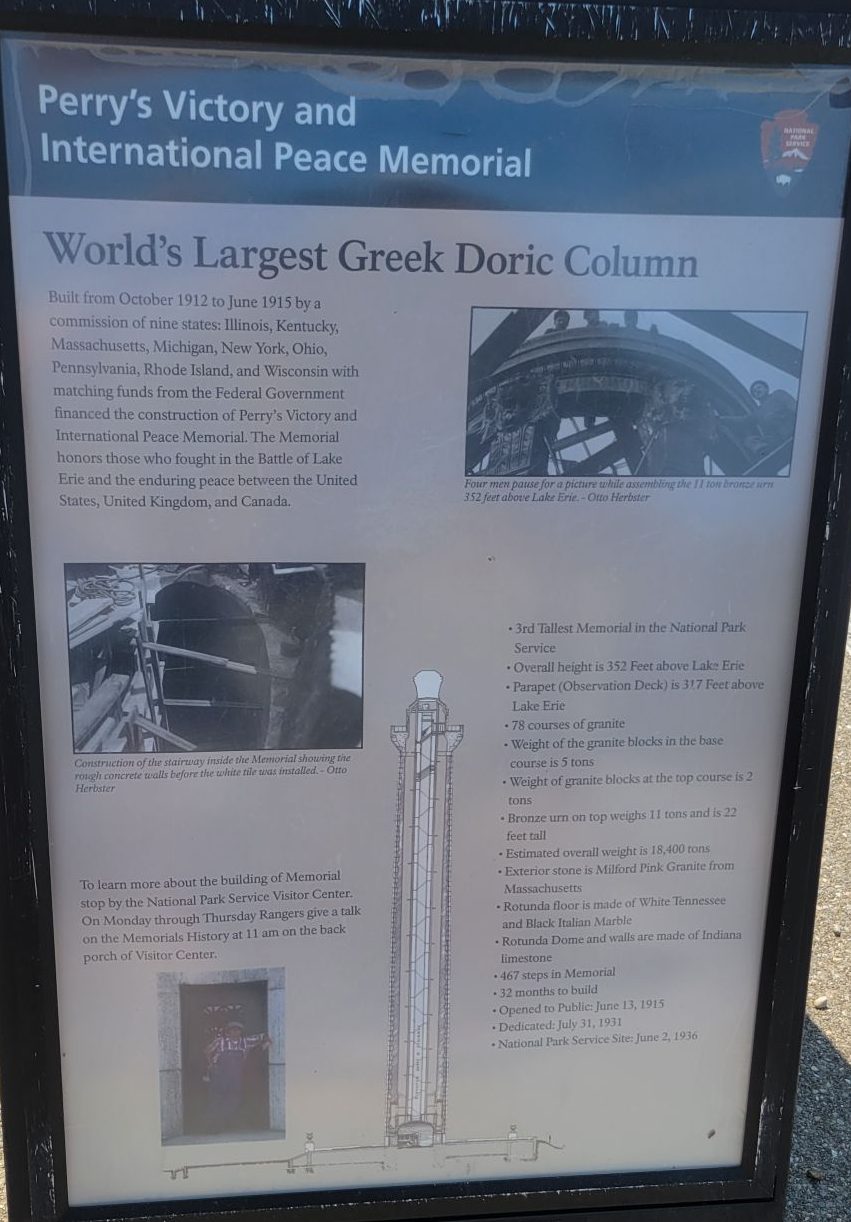 Perry's Victory and
International Peace Memorial
NATIONAL
PARK
SERVICE
World's Largest Greek Doric Column
Built from October 1912 to June 1915 by a
commission of nine states: Illinois, Kentucky,
Massachusetts, Michigan, New York, Ohio,
Pennsylvania, Rhode Island, and Wisconsin with
matching funds from the Federal Government
financed the construction of Perry's Victory and
International Peace Memorial. The Memorial
honors those who fought in the Battle of Lake
Erie and the enduring peace between the United
States, United Kingdom, and Canada.
Four men pause for a picture while assembling the 11 ton bronze urn
352 feet above Lake Erie. - Otto Herbster
Construction of the stairway inside the Memorial showing the
rough concrete walls before the white tile was installed. - Otto
Herbster
To learn more about the building of Memorial
stop by the National Park Service Visitor Center.
On Monday through Thursday Rangers give a talk
on the Memorials History at 11 am on the back
porch of Visitor Center.
• 3rd Tallest Memorial in the National Park
Service
• Overall height is 352 Feet above Lake Erie
• Parapet (Observation Deck) is 317 Feet above
Lake Erie
• 78 courses of granite
• Weight of the granite blocks in the base
course is 5 tons
• Weight of granite blocks at the top course is 2
tons
• Bronze urn on top weighs 11 tons and is 22
feet tall
• Estimated overall weight is 18,400 tons
• Exterior stone is Milford Pink Granite from
Massachusetts
• Rotunda floor is made of White Tennessee
and Black Italian Marble
• Rotunda Dome and walls are made of Indiana
limestone
• 467 steps in Memorial
• 32 months to build
• Opened to Public: June 13, 1915
• Dedicated: July 31, 1931
• National Park Service Site: June 2, 1936